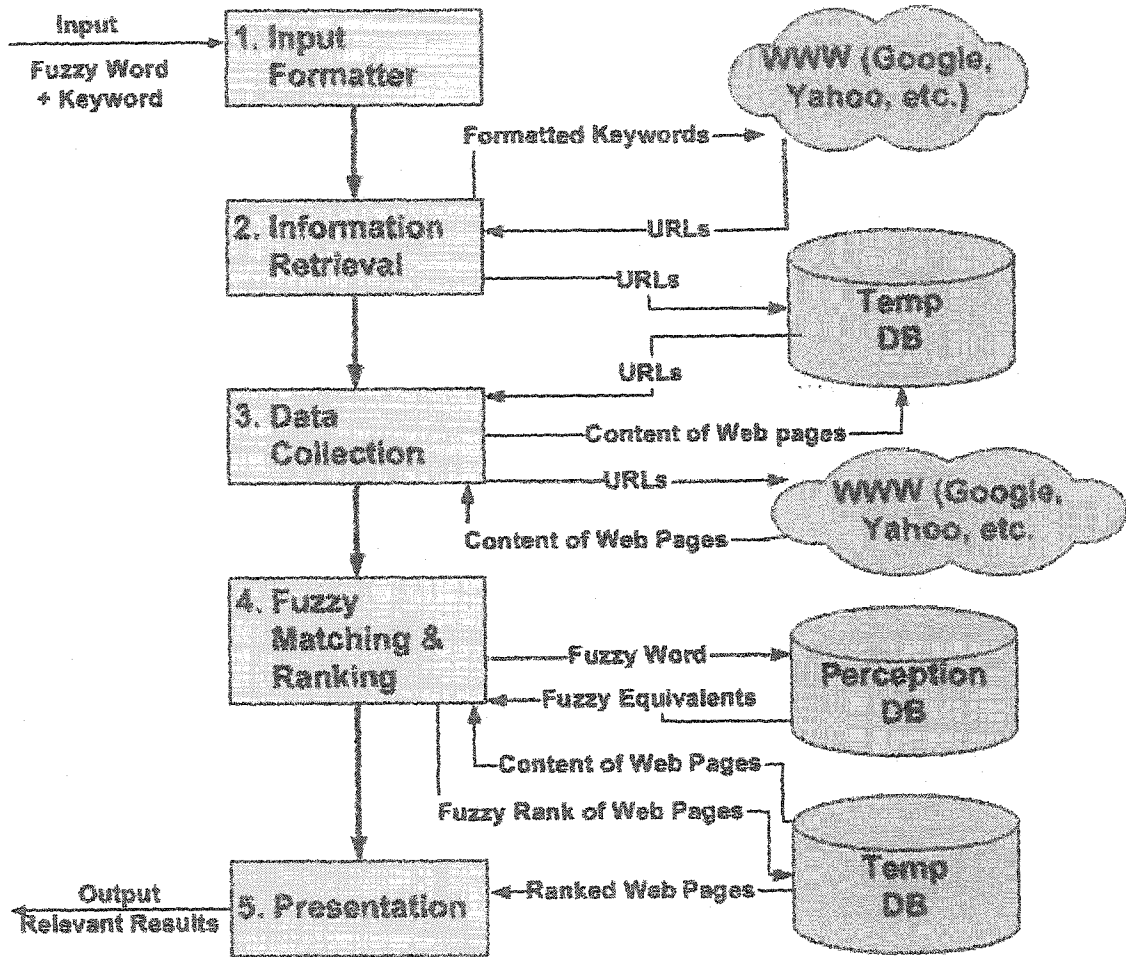 Input
Fuzzy Word
+ Keyword
1. Input
Formatter
WWW (Google,
Yahoo, etc.)
Formatted Keywords
2. Information
Retrieval
URLs
URLs
Temp
DB
URLs
3. Data
Collection
Content of Web pages
URLs
WWW (Google,
Yahoo, etc.
Content of Web Pages
4. Fuzzy
Matching &
Ranking
Fuzzy Word
Perception
DB
Fuzzy Equivalents
Content of Web Pages
Fuzzy Rank of Web Pages
Temp
DB
Ranked Web Pages
5. Presentation
Output
Relevant Results